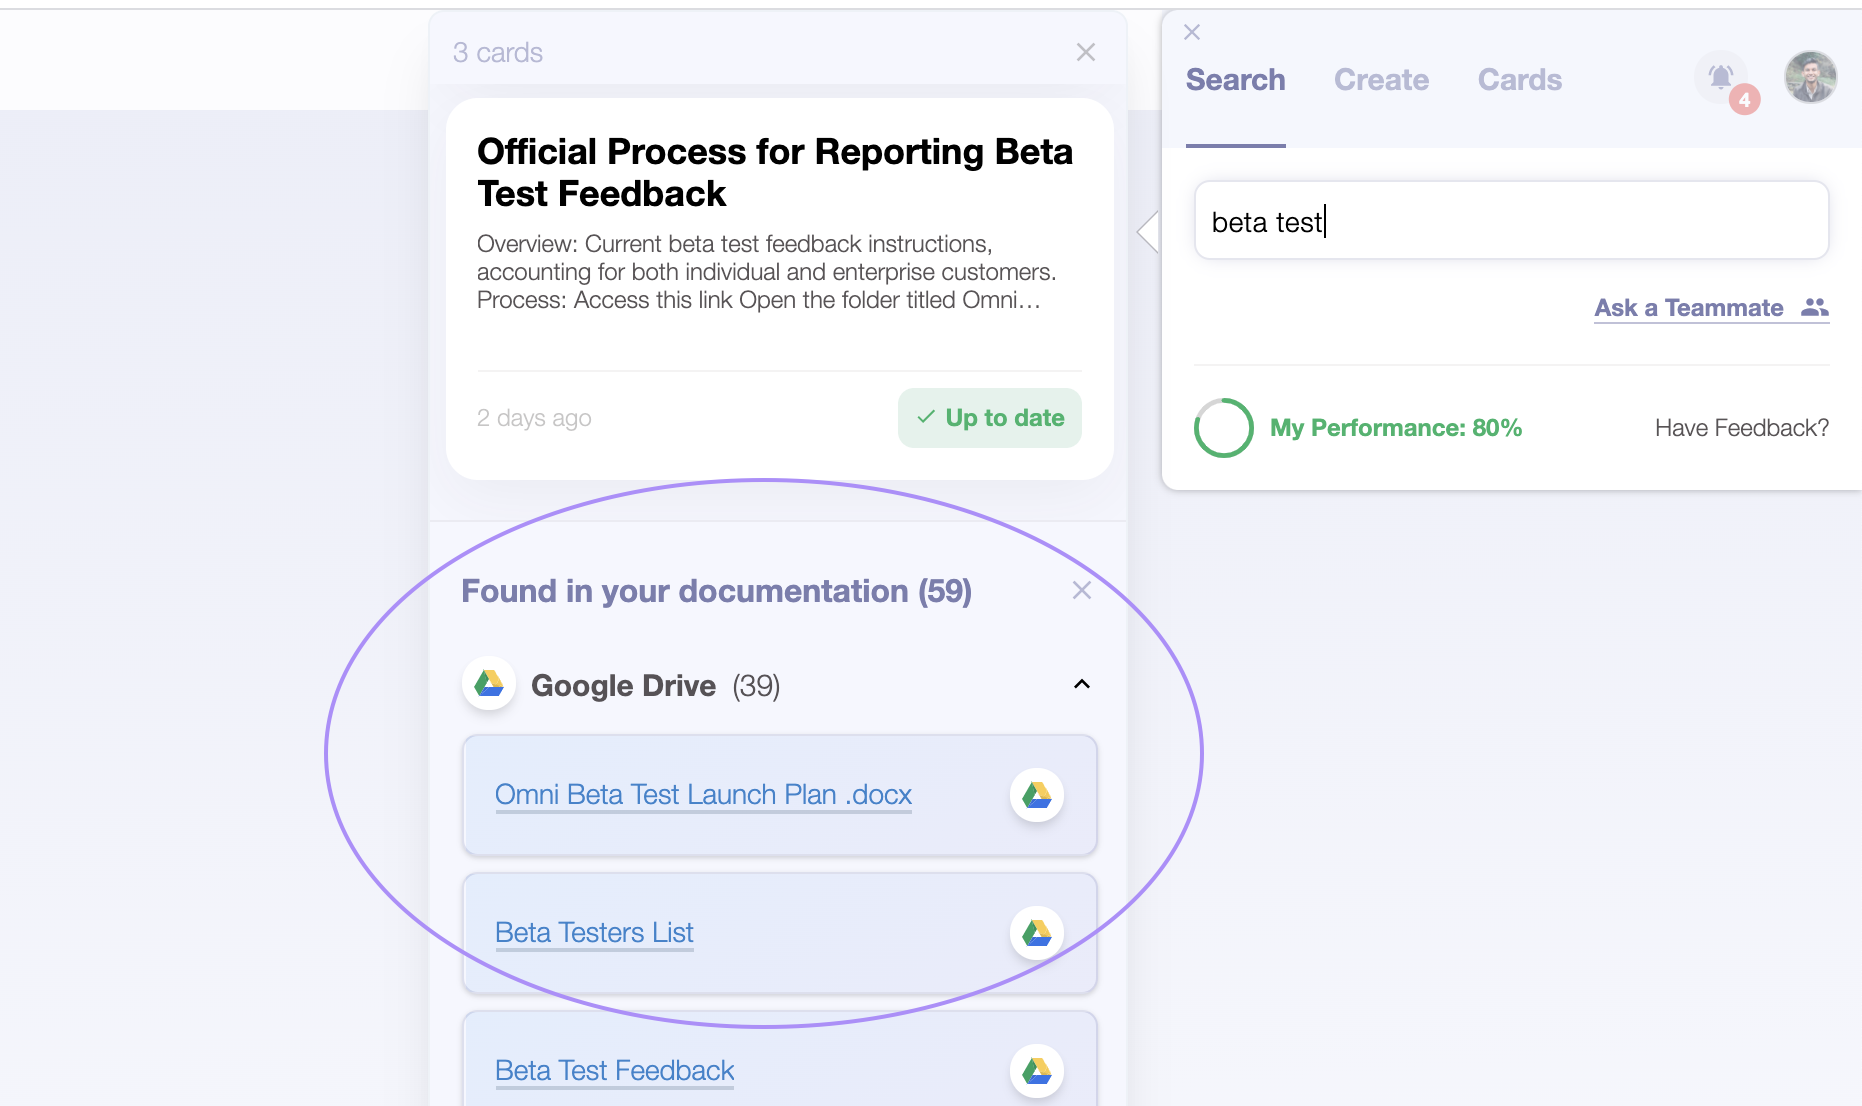 3 cards
Official Process for Reporting Beta
Test Feedback
Overview: Current beta test feedback instructions,
accounting for both individual and enterprise customers.
Process: Access this link Open the folder titled Omni…
2 days ago
Up to date
Found in your documentation (59)
Google Drive (39)
Omni Beta Test Launch Plan .docx
Beta Testers List
Beta Test Feedback
Search Create Cards
4
beta test
Ask a Teammate
My Performance: 80%
Have Feedback?